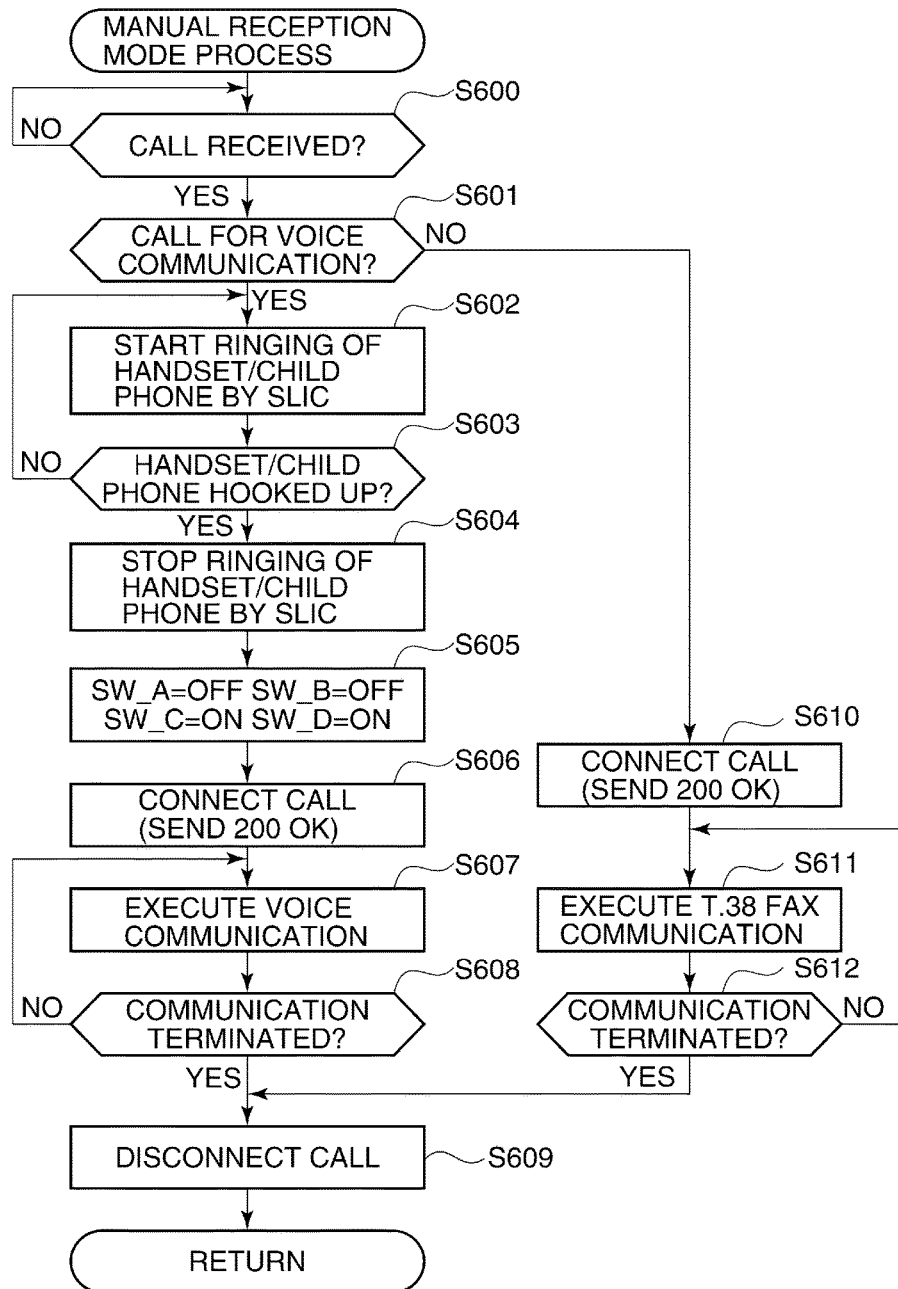 MANUAL RECEPTION
MODE PROCESS
S600
NO
CALL RECEIVED?
YES
S601
CALL FOR VOICE
COMMUNICATION?
NO
YES
S602
START RINGING OF
HANDSET/CHILD
PHONE BY SLIC
S603
NO
HANDSET/CHILD
PHONE HOOKED UP?
YES
S604
STOP RINGING OF
HANDSET/CHILD
PHONE BY SLIC
S605
SW_A=OFF SW_B=OFF
SW_C=ON SW_D=ON
S606
CONNECT CALL
(SEND 200 OK)
S607
EXECUTE VOICE
COMMUNICATION
S608
NO
COMMUNICATION
TERMINATED?
YES
S610
CONNECT CALL
(SEND 200 OK)
S611
EXECUTE T.38 FAX
COMMUNICATION
S612
COMMUNICATION
TERMINATED?
NO
YES
DISCONNECT CALL
S609
RETURN